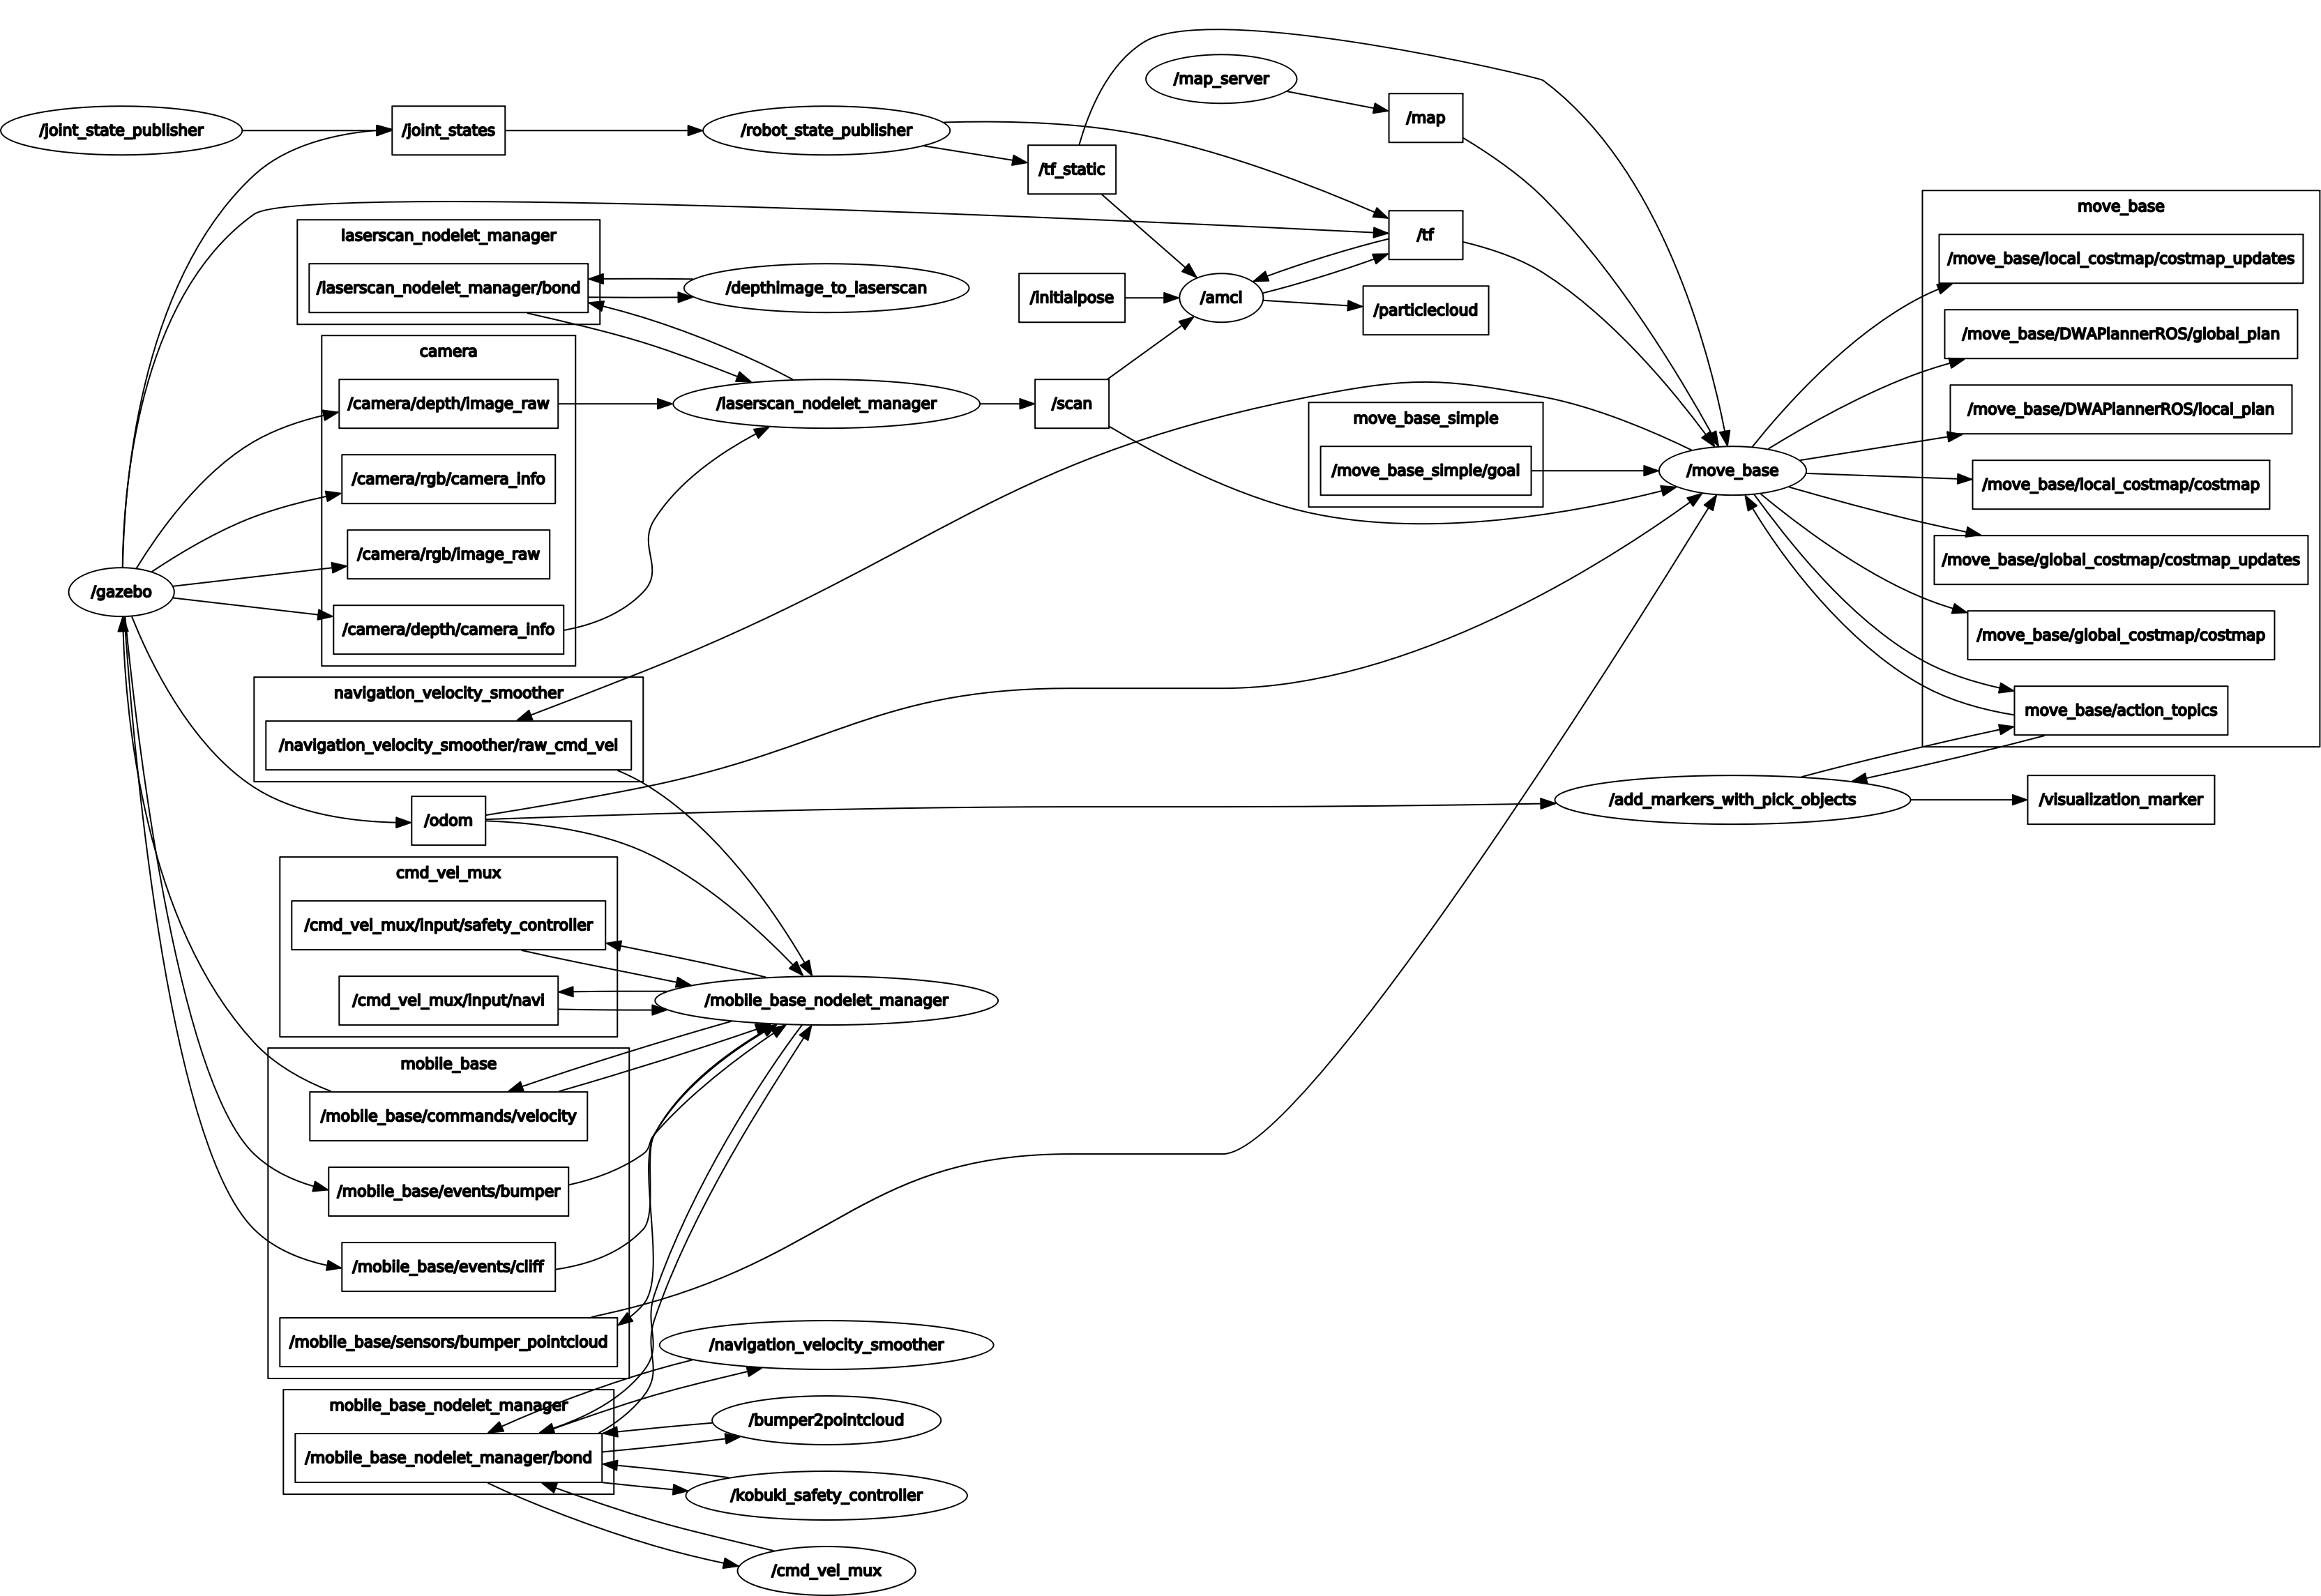 /map_server
/map
/joint_state_publisher
/joint_states
/robot_state_publisher
/tf_static
/tf
laserscan_nodelet_manager
/laserscan_nodelet_manager/bond
/depthimage_to_laserscan
/initialpose
/amcl
/particlecloud
camera
/camera/depth/image_raw
/camera/rgb/camera_info
/camera/rgb/image_raw
/camera/depth/camera_info
/laserscan_nodelet_manager
/scan
move_base_simple
/move_base_simple/goal
/move_base
move_base
/move_base/local_costmap/costmap_updates
/move_base/DWAPlannerROS/global_plan
/move_base/DWAPlannerROS/local_plan
/move_base/local_costmap/costmap
/move_base/global_costmap/costmap_updates
/move_base/global_costmap/costmap
move_base/action_topics
/gazebo
navigation_velocity_smoother
/navigation_velocity_smoother/raw_cmd_vel
/odom
/add_markers_with_pick_objects
/visualization_marker
cmd_vel_mux
/cmd_vel_mux/input/safety_controller
/cmd_vel_mux/input/navi
/mobile_base_nodelet_manager
mobile_base
/mobile_base/commands/velocity
/mobile_base/events/bumper
/mobile_base/events/cliff
/mobile_base/sensors/bumper_pointcloud
/navigation_velocity_smoother
mobile_base_nodelet_manager
/mobile_base_nodelet_manager/bond
/bumper2pointcloud
/kobuki_safety_controller
/cmd_vel_mux